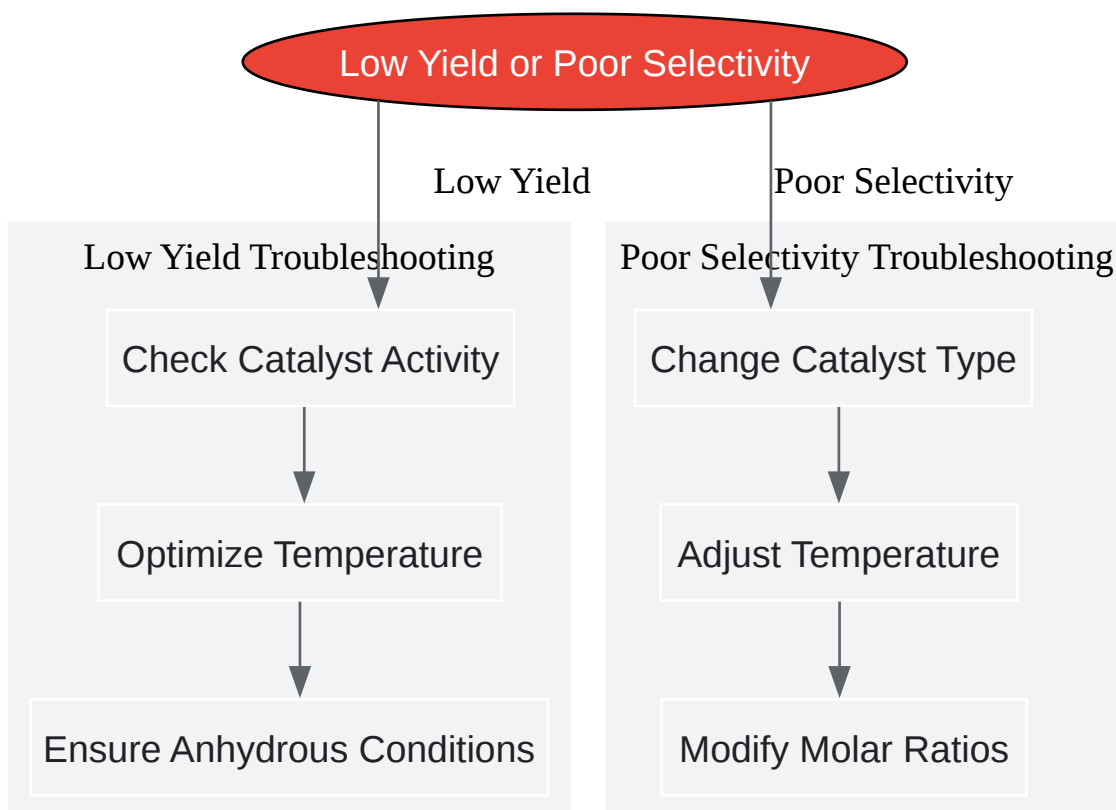 Low Yield or Poor Selectivity
Low Yield
Poor Selectivity
Low Yield Troubleshooting
Poor Selectivity Troubleshooting
Check Catalyst Activity
Change Catalyst Type
Optimize Temperature
Adjust Temperature
Ensure Anhydrous Conditions
Modify Molar Ratios